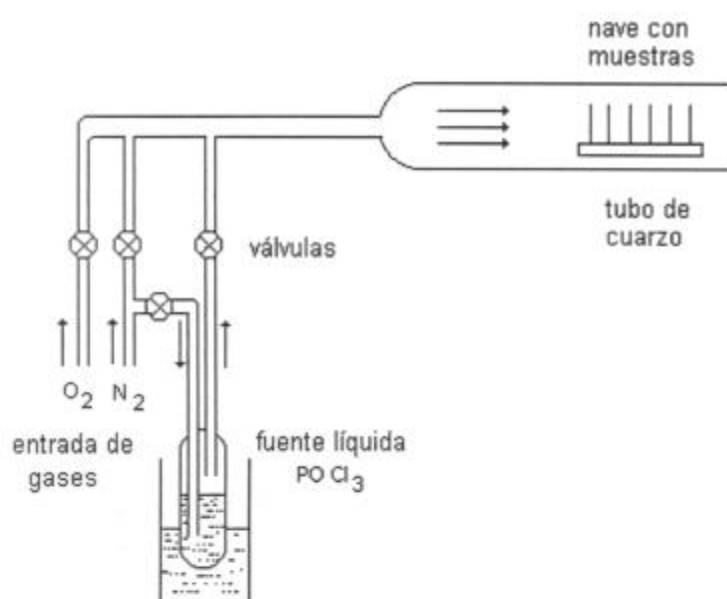 nave con
muestras
tubo de
cuarzo
válvulas
O2 N2
entrada de
gases
fuente líquida
PO Cl3